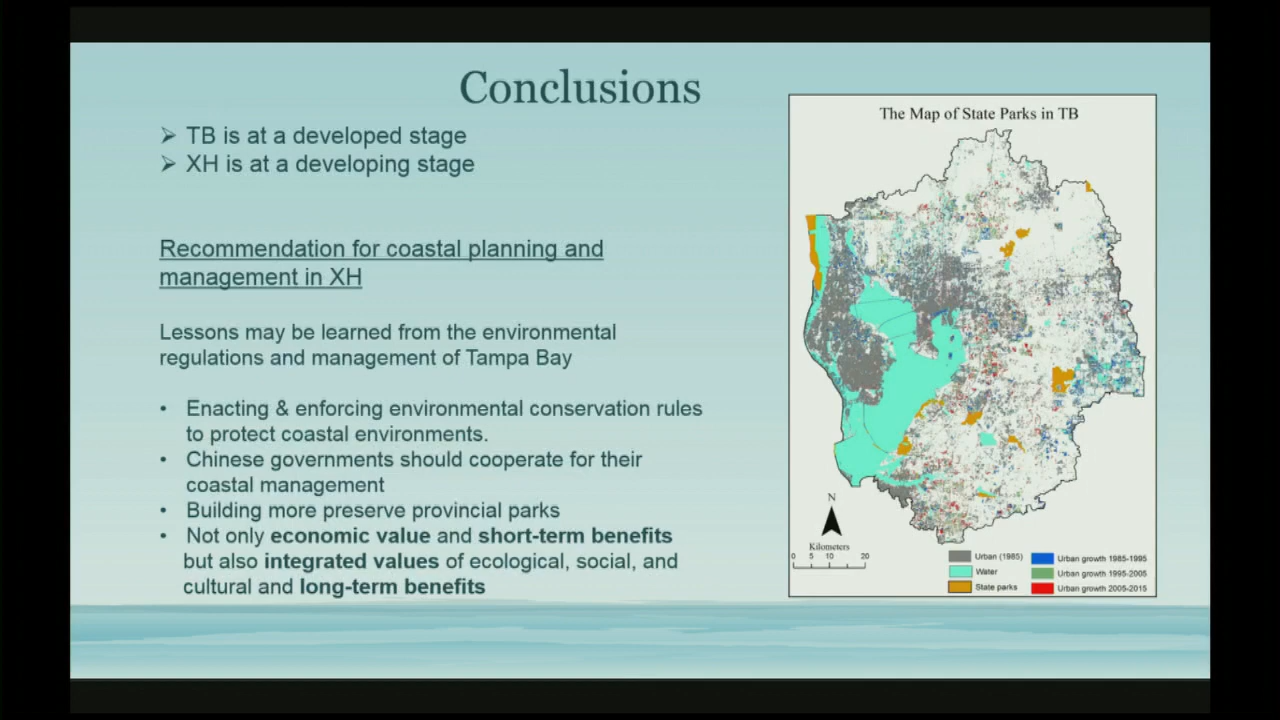 Conclusions
➢ TB is at a developed stage
➢ XH is at a developing stage
Recommendation for coastal planning and
management in XH
Lessons may be learned from the environmental
regulations and management of Tampa Bay
• Enacting & enforcing environmental conservation rules
to protect coastal environments.
• Chinese governments should cooperate for their
coastal management
• Building more preserve provincial parks
• Not only economic value and short-term benefits
but also integrated values of ecological, social, and
cultural and long-term benefits
The Map of State Parks in TB
N
Kilometers
0 5 10 20
Urban (1985)
Water
State parks
Urban growth 1985-1995
Urban growth 1995-2005
Urban growth 2005-2015